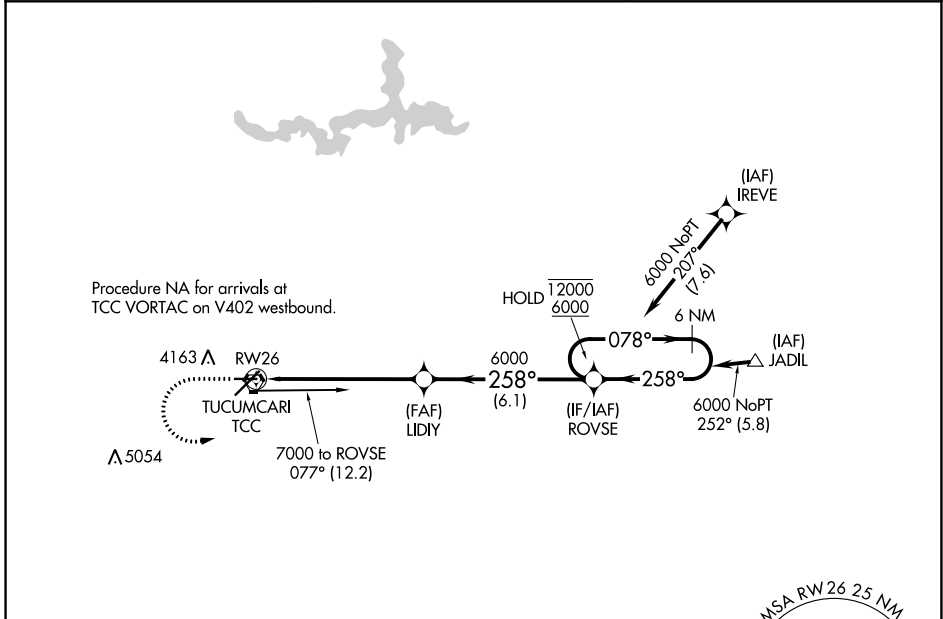 (IAF)
IREVE
6000 NoPT
207°
(7.6)
Procedure NA for arrivals at
TCC VORTAC on V402 westbound.
HOLD 12000
6000
6 NM
078°
4163
RW26
(IAF)
JADIL
6000
258°
(6.1)
258°
TUCUMCARI
TCC
(FAF)
LIDIY
(IF/IAF)
ROVSE
6000 NoPT
252° (5.8)
5054
7000 to ROVSE
077° (12.2)
MSA RW26 25 NM